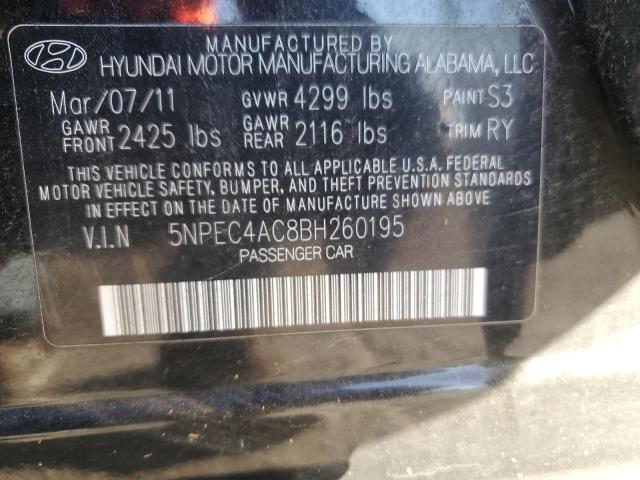 MANUFACTURED BY
HYUNDAI MOTOR MANUFACTURING ALABAMA, LLC
Mar/07/11 GVWR 4299 lbs PAINT S3
GAWR FRONT 2425 lbs GAWR REAR 2116 lbs TRIM RY
THIS VEHICLE CONFORMS TO ALL APPLICABLE U.S.A. FEDERAL
MOTOR VEHICLE SAFETY, BUMPER, AND THEFT PREVENTION
STANDARDS IN EFFECT ON THE DATE OF MANUFACTURE SHOWN ABOVE
V.I.N 5NPEC4AC8BH260195
PASSENGER CAR